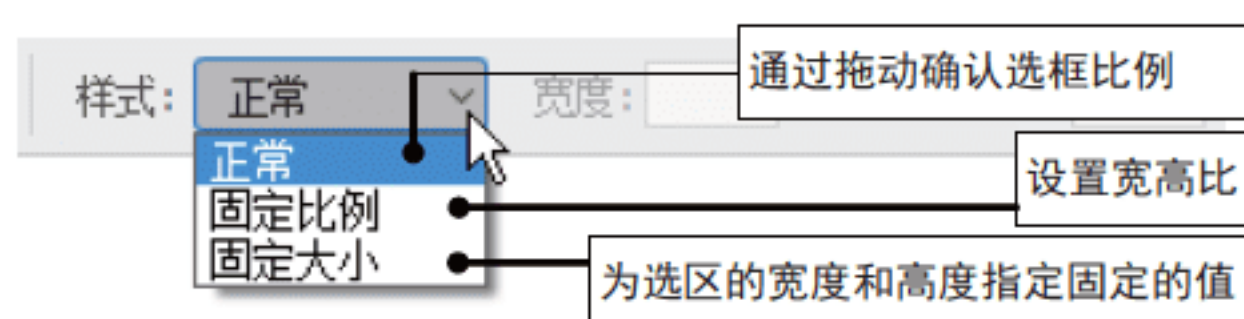 通过拖动确认选框比例
样式: 正常 宽度:
正常
设置宽高比
固定比例
固定大小
为选区的宽度和高度指定固定的值